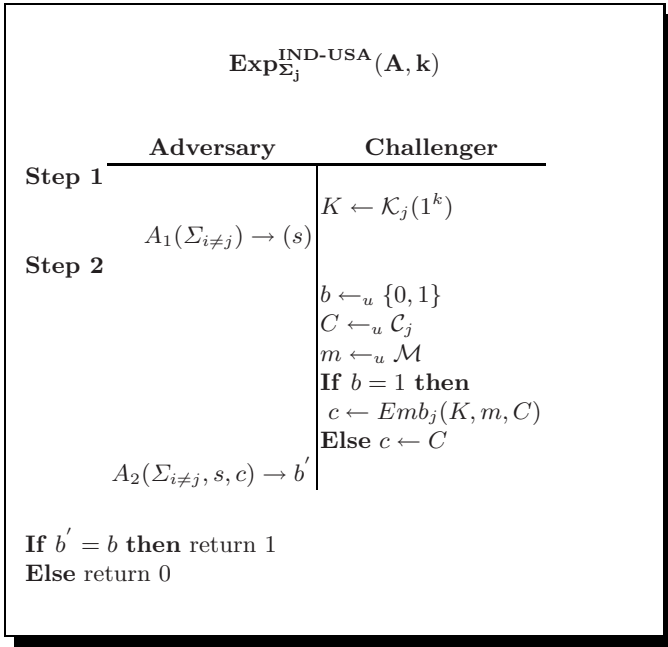 Exp^{IND-USA}_{Σ_j}(A, k)
Adversary Challenger
Step 1
K ← 𝒦_j(1^k)
A_1(Σ_{i≠j}) → (s)
Step 2
b ←_u {0, 1}
C ←_u 𝒞_j
m ←_u ℳ
If b = 1 then
c ← Emb_j(K, m, C)
Else c ← C
A_2(Σ_{i≠j}, s, c) → b′
If b′ = b then return 1
Else return 0